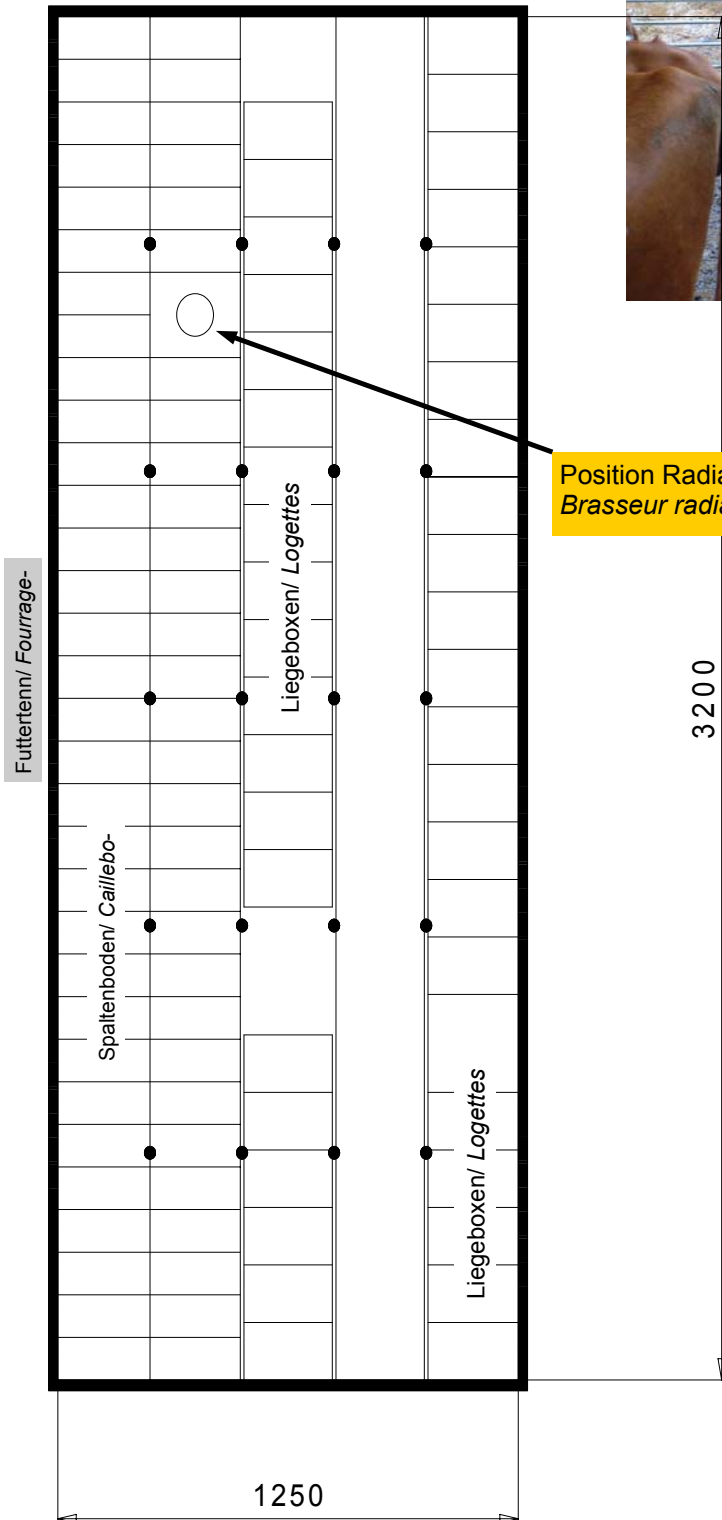 Position Radia
Brasseur radia
Liegeboxen/ Logettes
Futtertenn/ Fourrage-
3200
Spaltenboden/ Caillebo-
Liegeboxen/ Logettes
1250